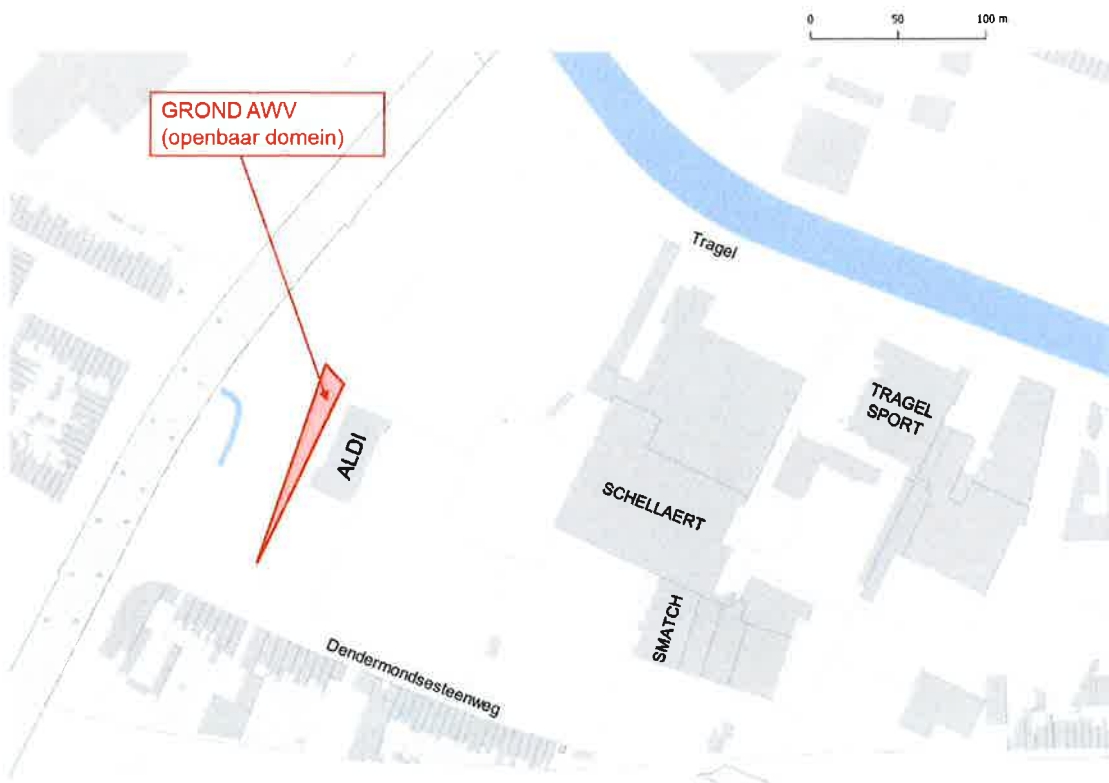 0 50 100 m
GROND AWV
(openbaar domein)
Tragel
TRAGEL
SPORT
ALDI
SCHELLAERT
SMATCH
Dendermondsesteenweg